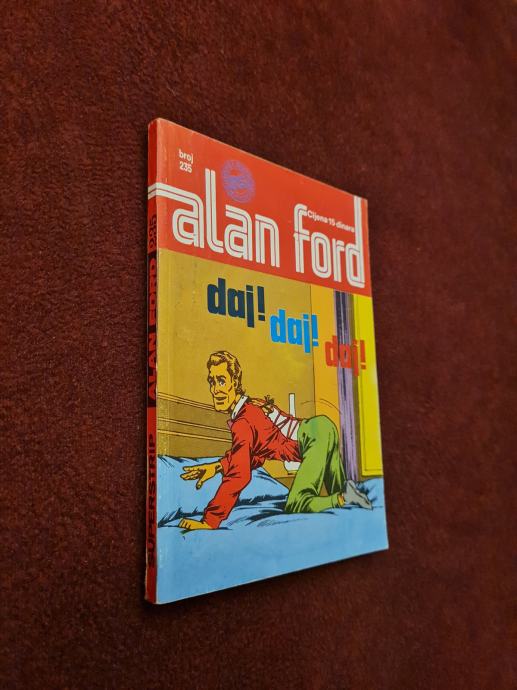 broj
235
Cijena 15 dinara
alan ford
daj!
daj!
daj!
SUPERSTRIP ALAN FORD 235